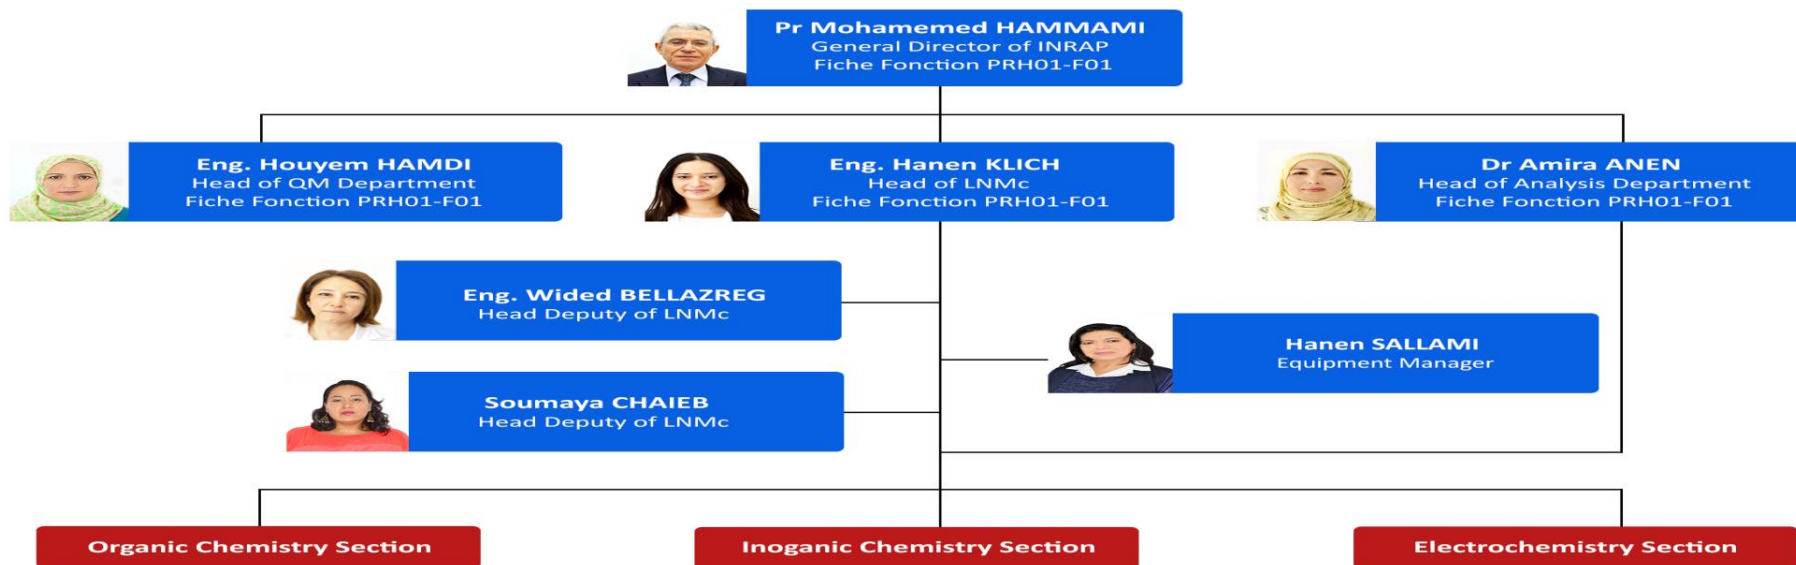 Pr Mohamemed HAMMAMI
General Director of INRAP
Fiche Fonction PRH01-F01
Eng. Houyem HAMDI
Head of QM Department
Fiche Fonction PRH01-F01
Eng. Hanen KLICH
Head of LNMc
Fiche Fonction PRH01-F01
Dr Amira ANEN
Head of Analysis Department
Fiche Fonction PRH01-F01
Eng. Wided BELLAZREG
Head Deputy of LNMc
Hanen SALLAMI
Equipment Manager
Soumaya CHAIEB
Head Deputy of LNMc
Organic Chemistry Section
Inoganic Chemistry Section
Electrochemistry Section